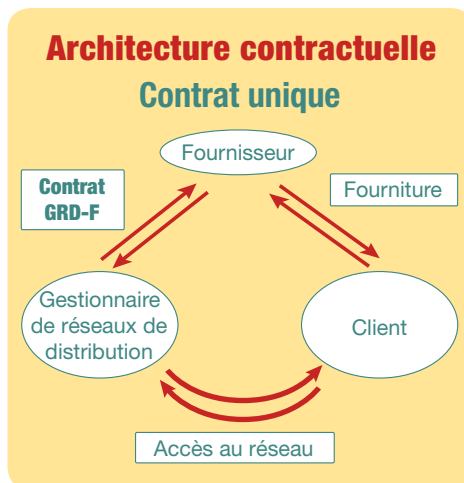 Architecture contractuelle
Contrat unique
Fournisseur
Contrat
GRD-F
Fourniture
Gestionnaire
de réseaux de
distribution
Client
Accès au réseau